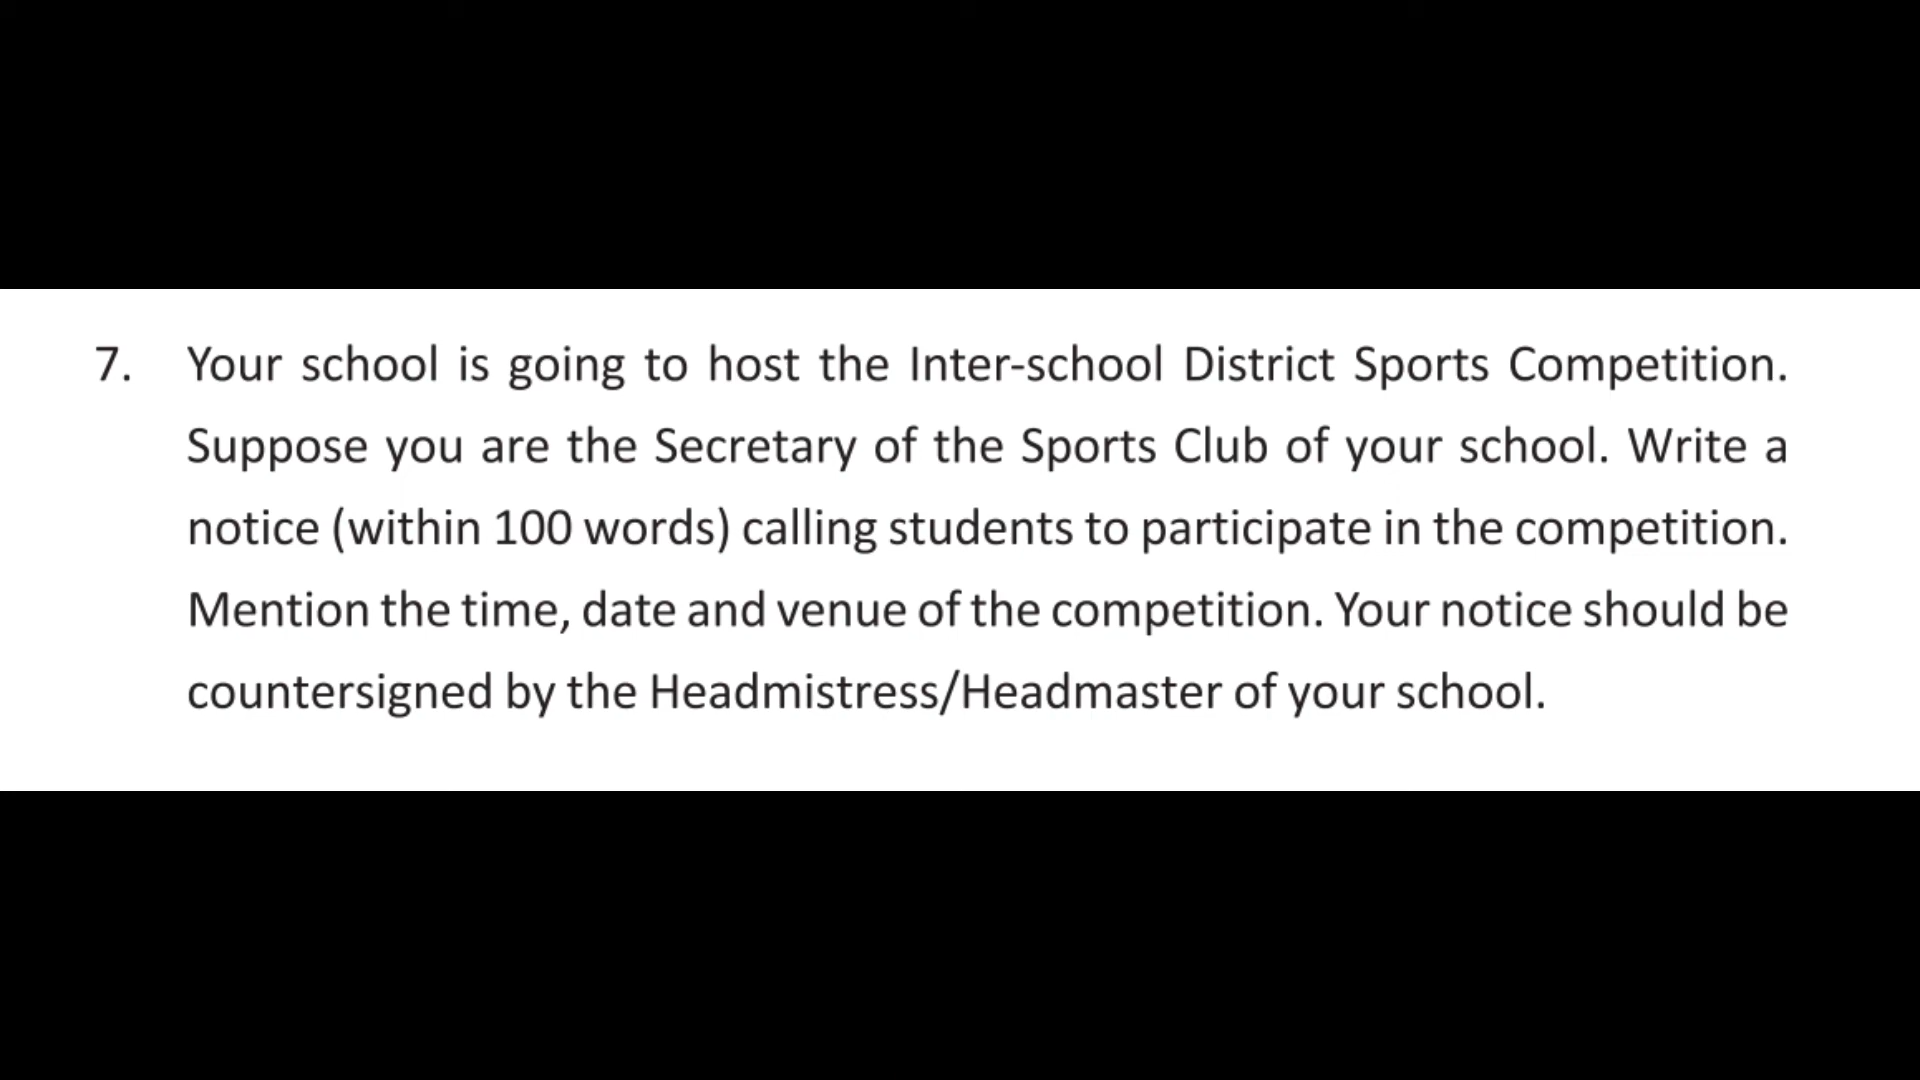 7. Your school is going to host the Inter-school District Sports Competition.
Suppose you are the Secretary of the Sports Club of your school. Write a
notice (within 100 words) calling students to participate in the competition.
Mention the time, date and venue of the competition. Your notice should be
countersigned by the Headmistress/Headmaster of your school.